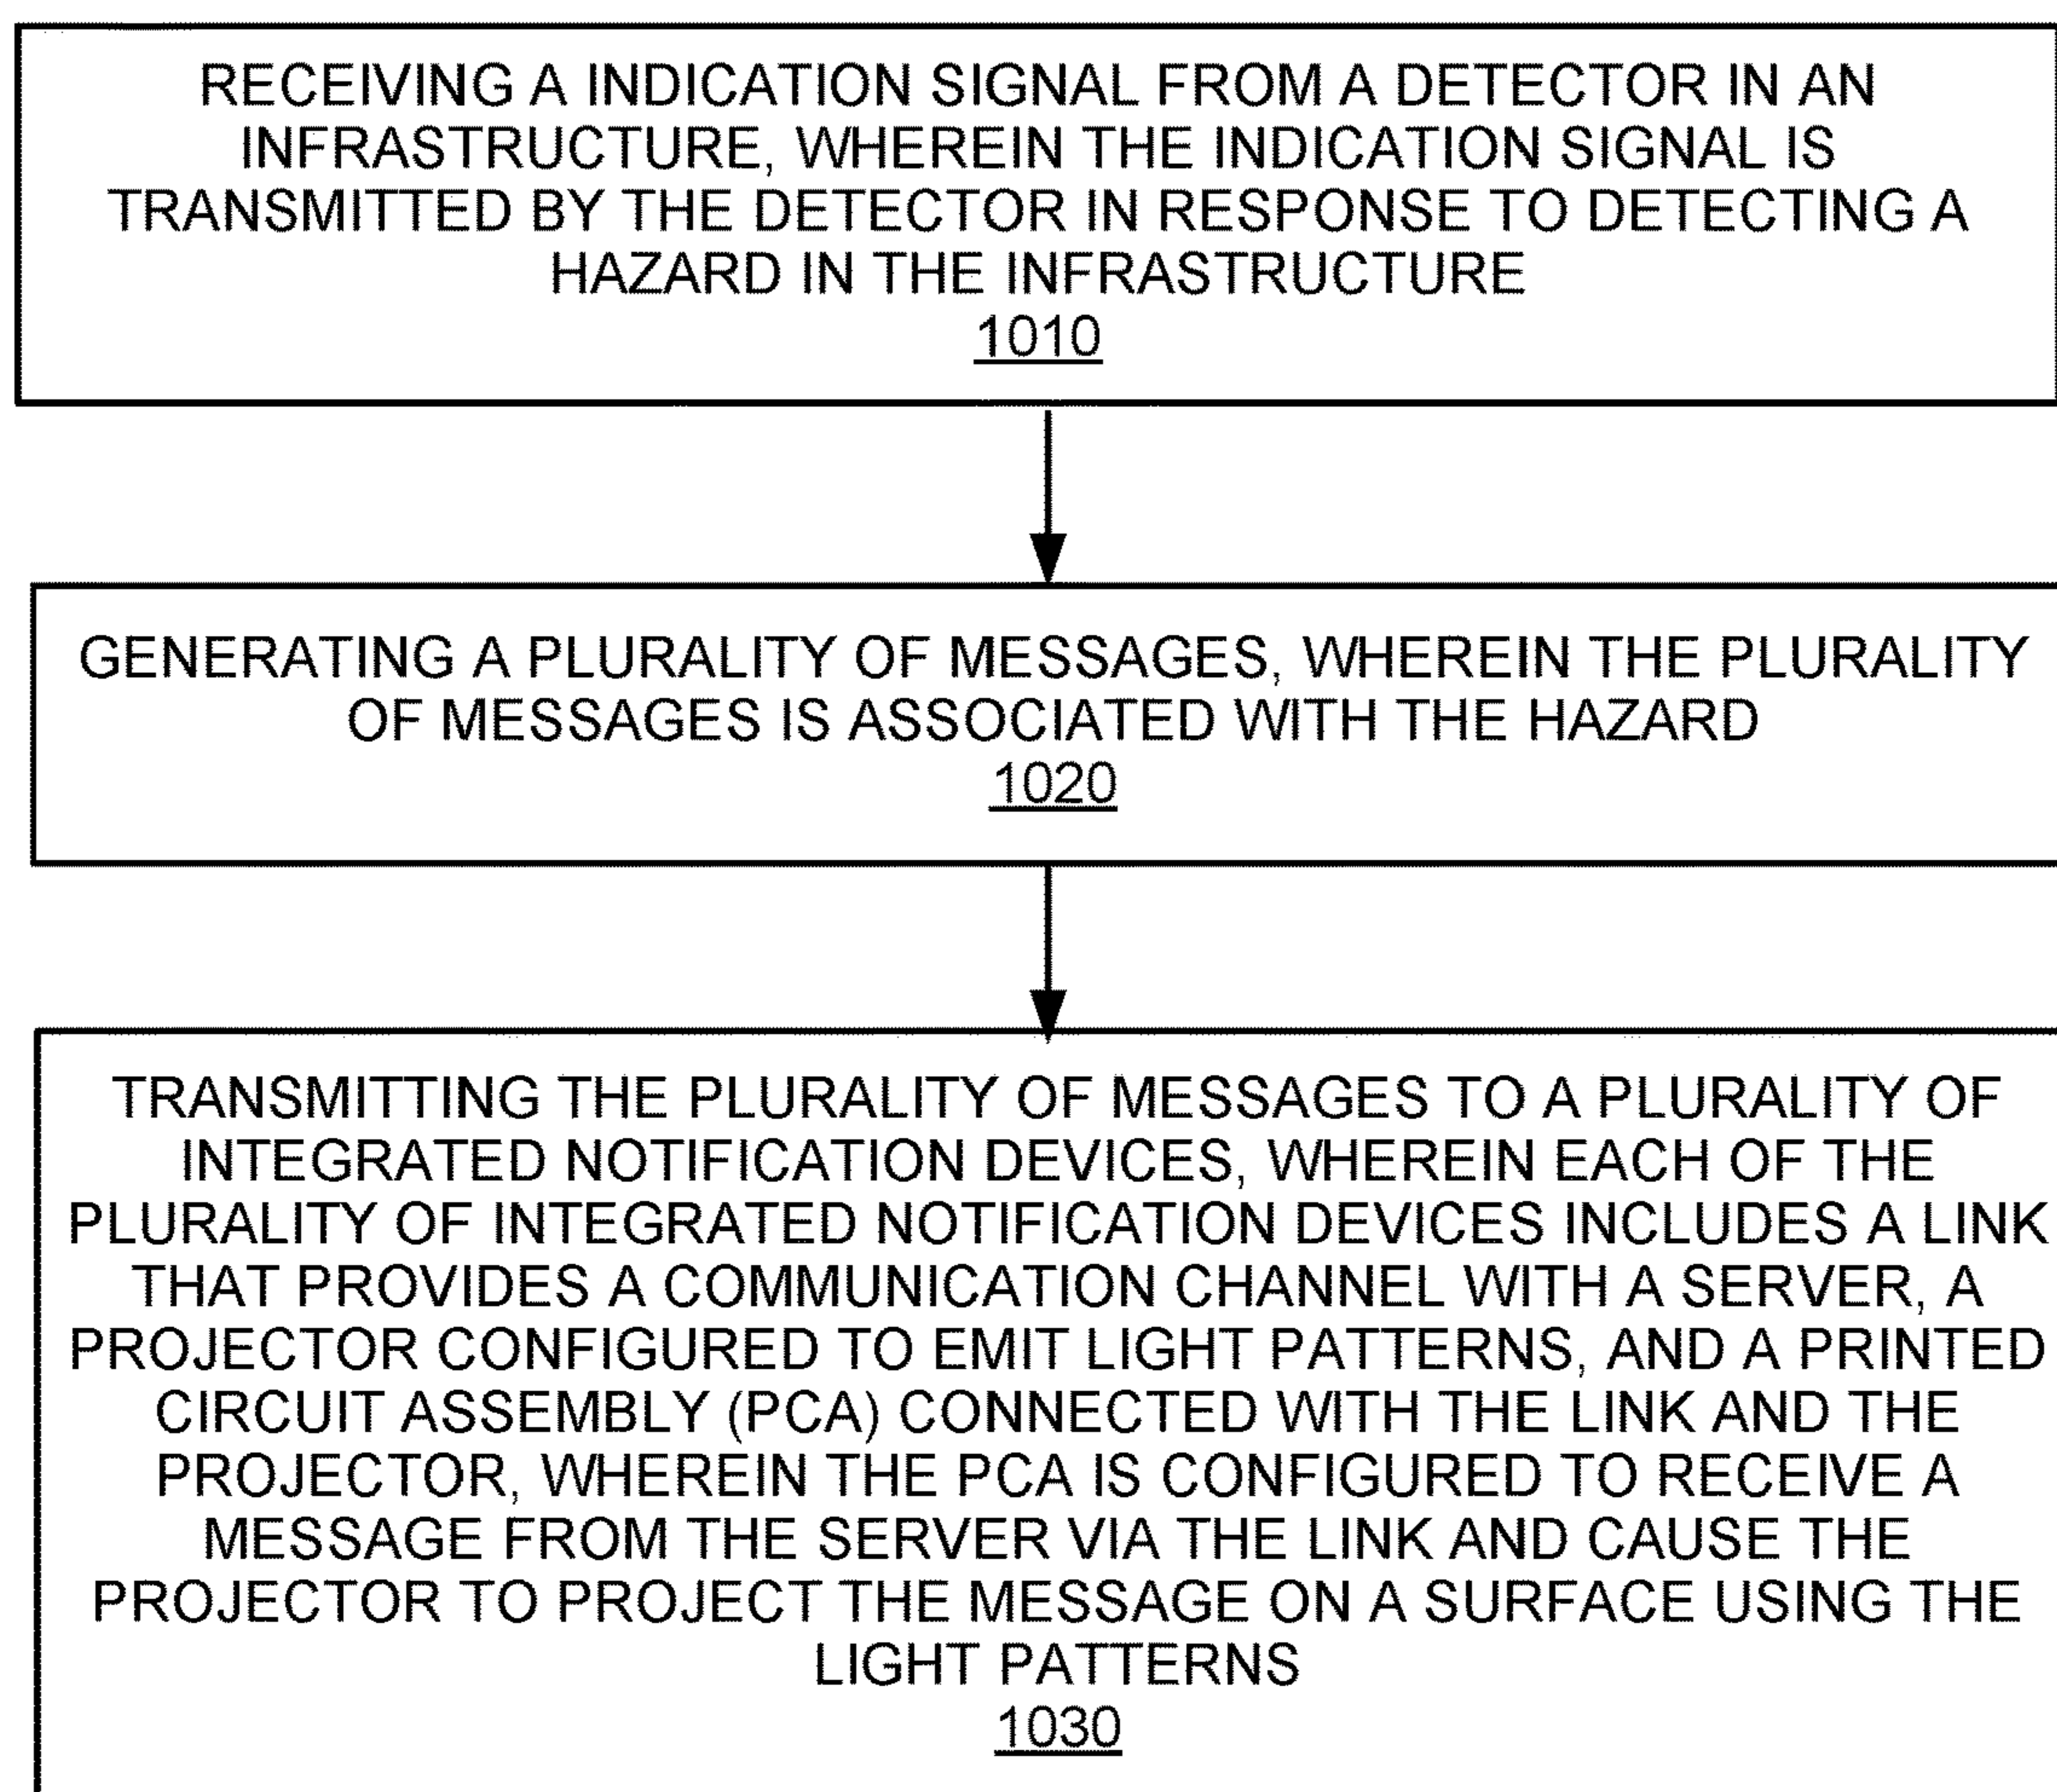 RECEIVING A INDICATION SIGNAL FROM A DETECTOR IN AN
INFRASTRUCTURE, WHEREIN THE INDICATION SIGNAL IS
TRANSMITTED BY THE DETECTOR IN RESPONSE TO DETECTING A
HAZARD IN THE INFRASTRUCTURE
1010
GENERATING A PLURALITY OF MESSAGES, WHEREIN THE PLURALITY
OF MESSAGES IS ASSOCIATED WITH THE HAZARD
1020
TRANSMITTING THE PLURALITY OF MESSAGES TO A PLURALITY OF
INTEGRATED NOTIFICATION DEVICES, WHEREIN EACH OF THE
PLURALITY OF INTEGRATED NOTIFICATION DEVICES INCLUDES A LINK
THAT PROVIDES A COMMUNICATION CHANNEL WITH A SERVER, A
PROJECTOR CONFIGURED TO EMIT LIGHT PATTERNS, AND A PRINTED
CIRCUIT ASSEMBLY (PCA) CONNECTED WITH THE LINK AND THE
PROJECTOR, WHEREIN THE PCA IS CONFIGURED TO RECEIVE A
MESSAGE FROM THE SERVER VIA THE LINK AND CAUSE THE
PROJECTOR TO PROJECT THE MESSAGE ON A SURFACE USING THE
LIGHT PATTERNS
1030